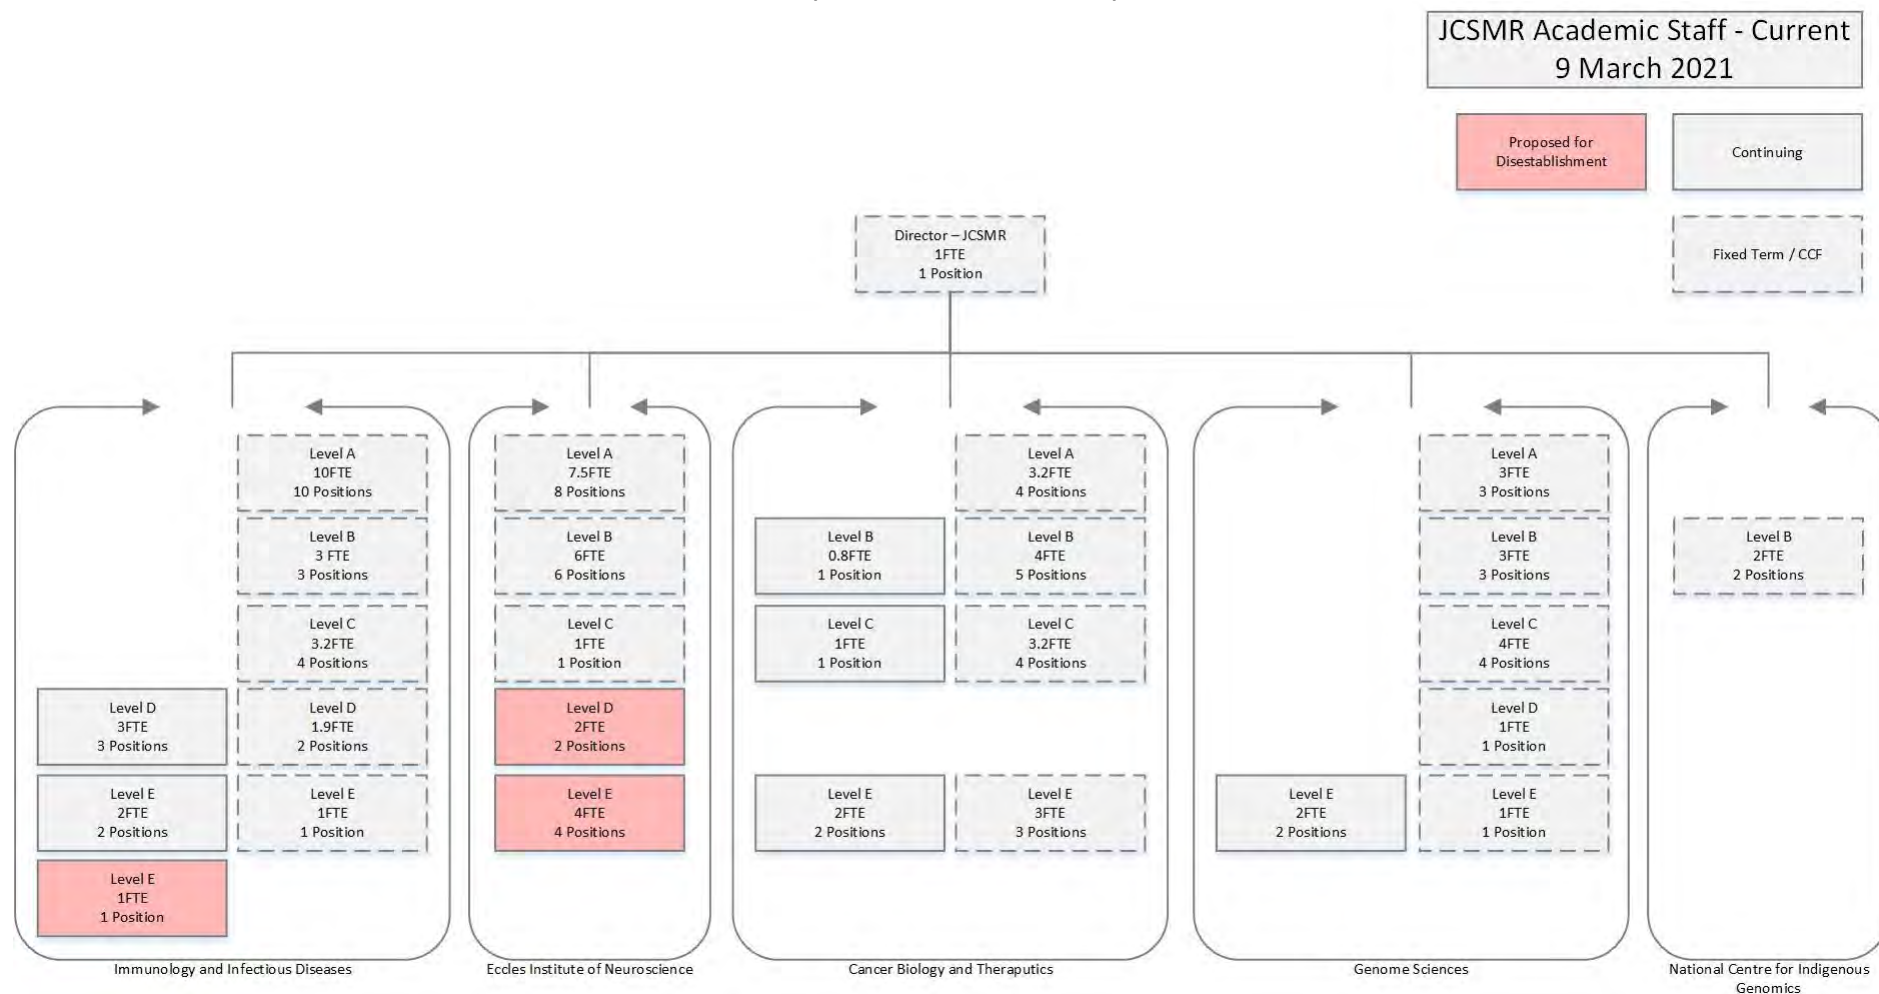 JCSMR Academic Staff - Current
9 March 2021
Proposed for
Disestablishment
Continuing
Fixed Term / CCF
Director – JCSMR
1FTE
1 Position
Level A
10FTE
10 Positions
Level B
3 FTE
3 Positions
Level C
3.2FTE
4 Positions
Level D
3FTE
3 Positions
Level D
1.9FTE
2 Positions
Level E
2FTE
2 Positions
Level E
1FTE
1 Position
Level E
1FTE
1 Position
Immunology and Infectious Diseases
Level A
7.5FTE
8 Positions
Level B
6FTE
6 Positions
Level C
1FTE
1 Position
Level D
2FTE
2 Positions
Level E
4FTE
4 Positions
Eccles Institute of Neuroscience
Level A
3.2FTE
4 Positions
Level B
0.8FTE
1 Position
Level B
4FTE
5 Positions
Level C
1FTE
1 Position
Level C
3.2FTE
4 Positions
Level E
2FTE
2 Positions
Level E
3FTE
3 Positions
Cancer Biology and Theraputics
Level A
3FTE
3 Positions
Level B
3FTE
3 Positions
Level C
4FTE
4 Positions
Level D
1FTE
1 Position
Level E
2FTE
2 Positions
Level E
1FTE
1 Position
Genome Sciences
Level B
2FTE
2 Positions
National Centre for Indigenous
Genomics